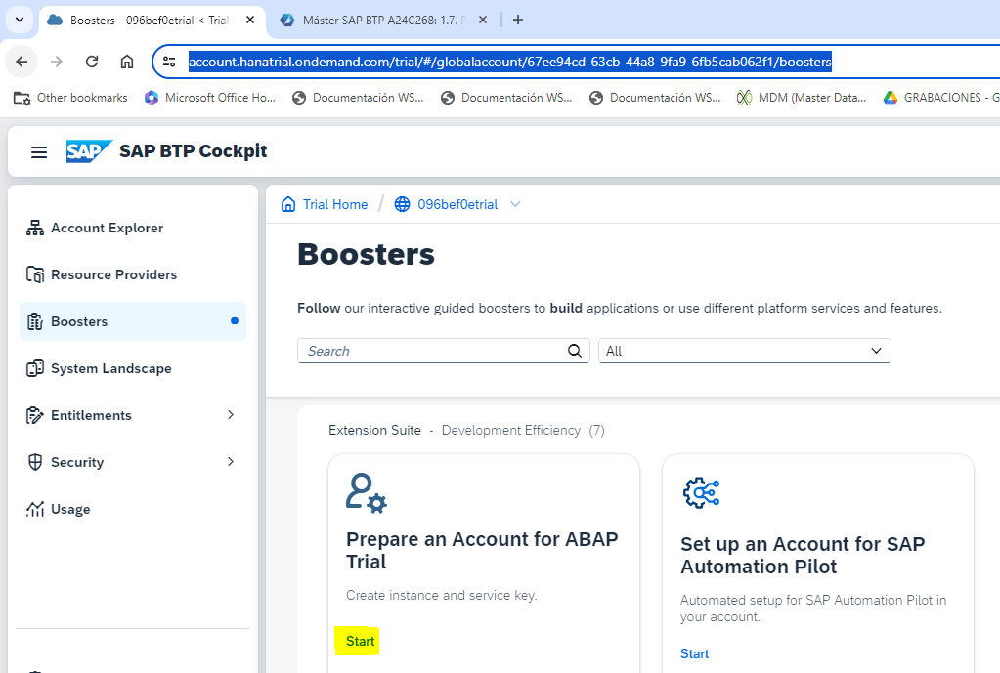 Boosters - 096bef0etrial < Trial
Máster SAP BTP A24C268: 1.7. P
account.hanatrial.ondemand.com/trial/#/globalaccount/67ee94cd-63cb-44a8-9fa9-6fb5cab062f1/boosters
Other bookmarks
Microsoft Office Ho...
Documentación WS...
Documentación WS...
Documentación WS...
MDM (Master Data...
GRABACIONES - G
SAP
SAP BTP Cockpit
Account Explorer
Resource Providers
Boosters
System Landscape
Entitlements
Security
Usage
Trial Home / 096bef0etrial
Boosters
Follow our interactive guided boosters to build applications or use different platform services and features.
Search
All
Extension Suite - Development Efficiency (7)
Prepare an Account for ABAP
Trial
Create instance and service key.
Start
Set up an Account for SAP
Automation Pilot
Automated setup for SAP Automation Pilot in
your account.
Start